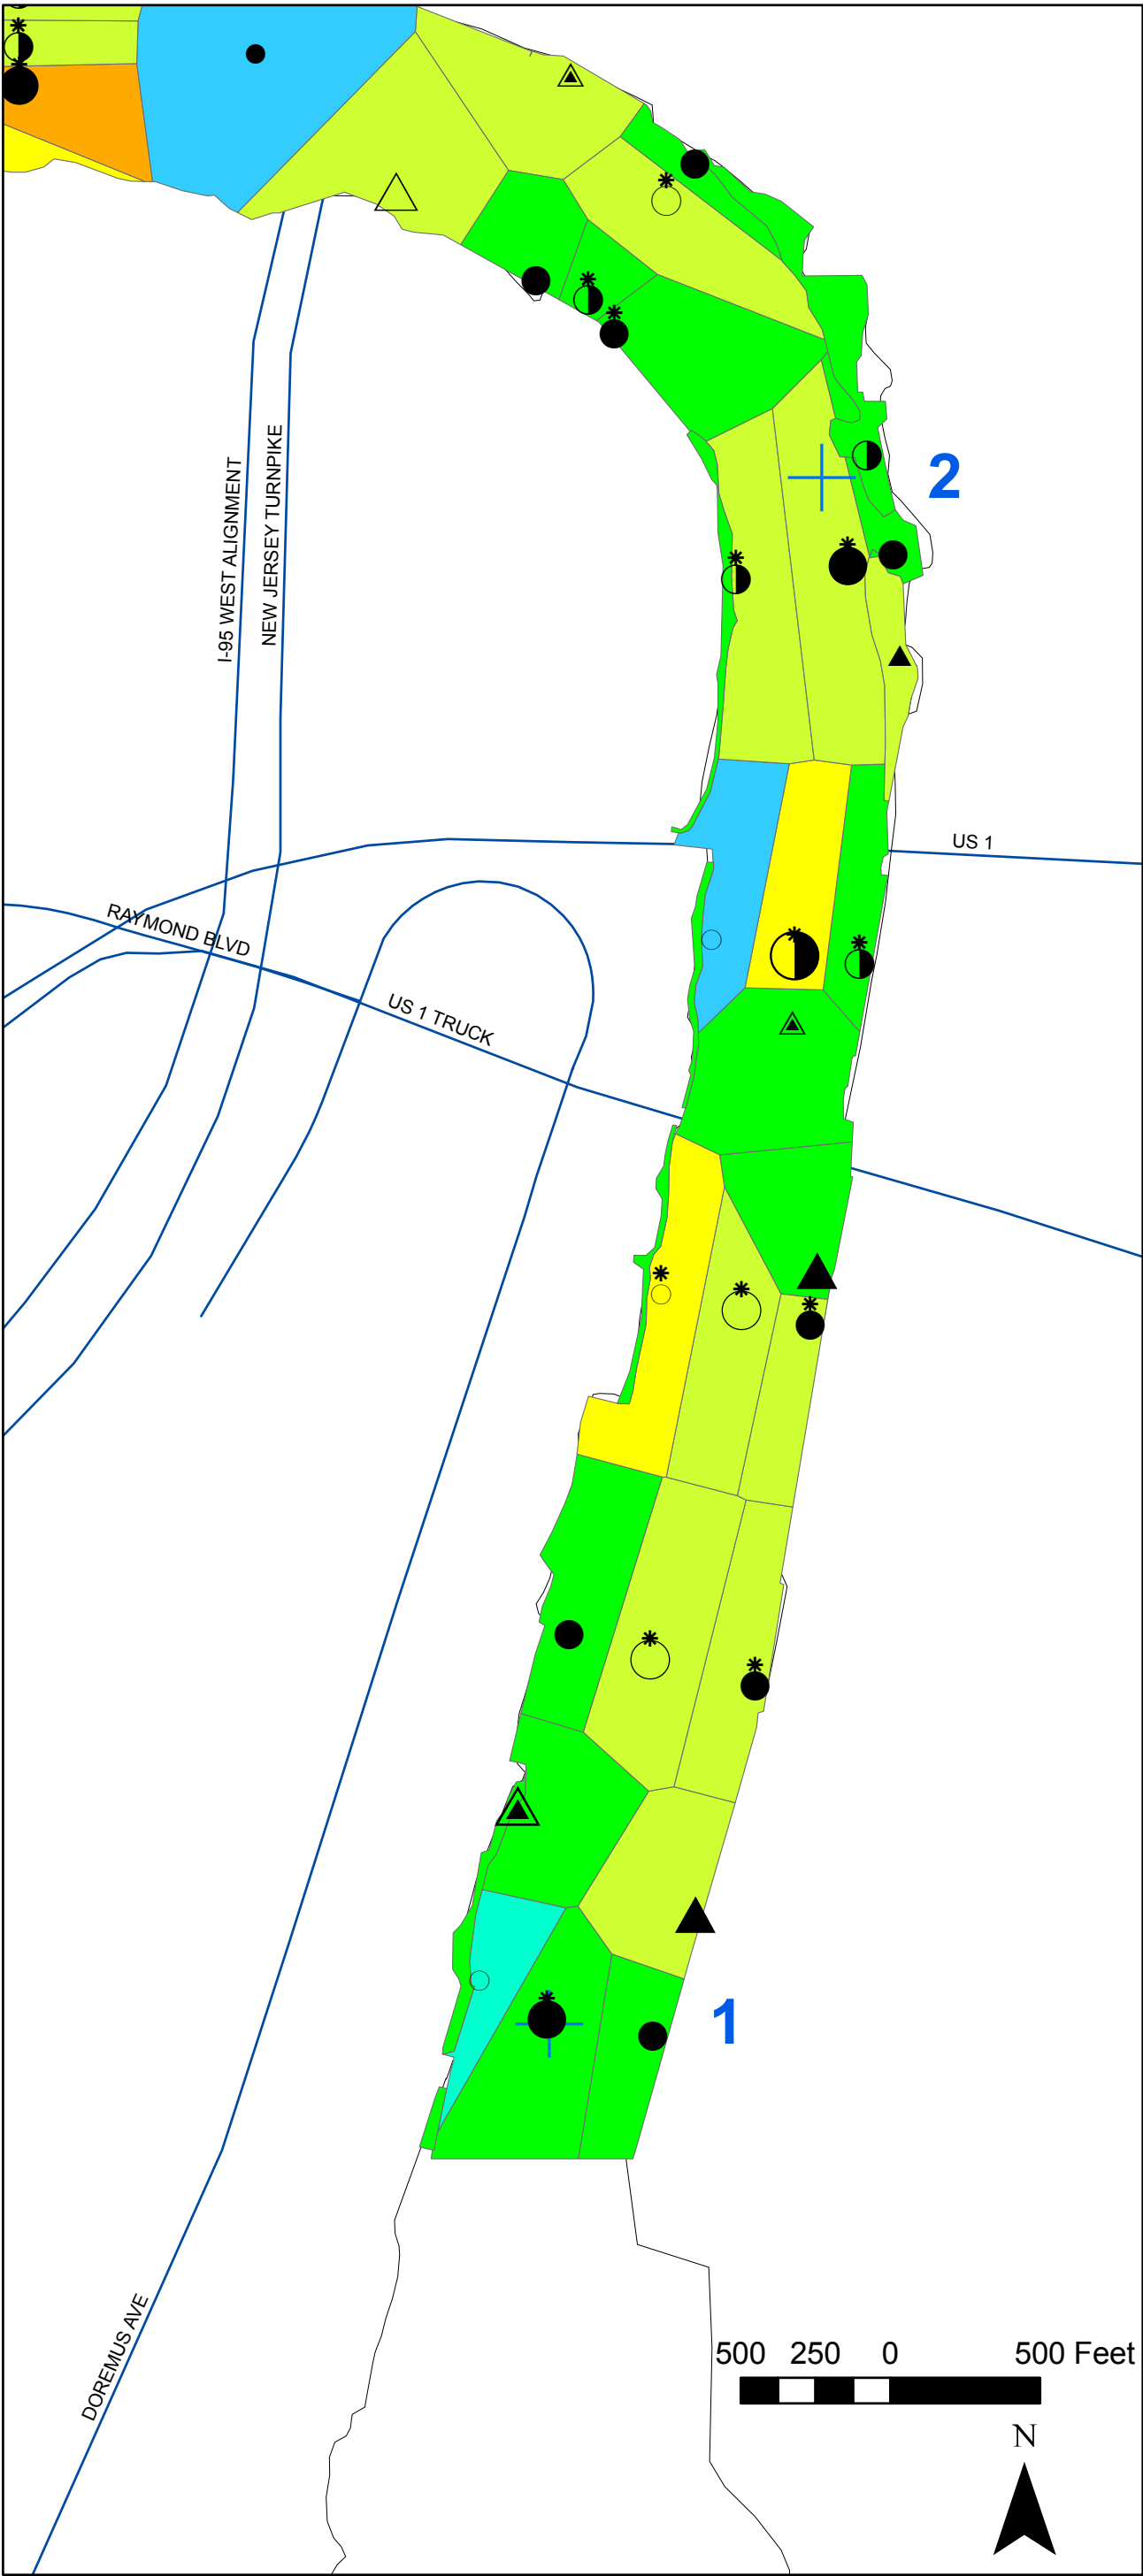 2
I-95 WEST ALIGNMENT
NEW JERSEY TURNPIKE
US 1
RAYMOND BLVD
US 1 TRUCK
1
DOREMUS AVE
500 250 0 500 Feet
N